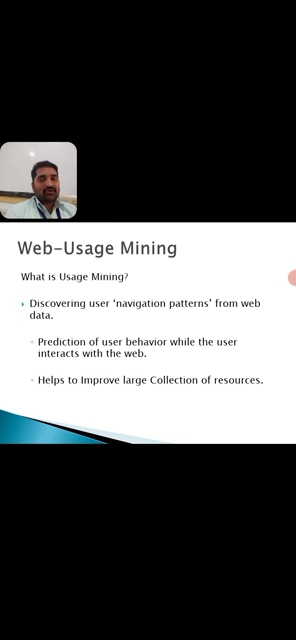 Web-Usage Mining
What is Usage Mining?
Discovering user ‘navigation patterns’ from web
data.
Prediction of user behavior while the user
interacts with the web.
Helps to Improve large Collection of resources.